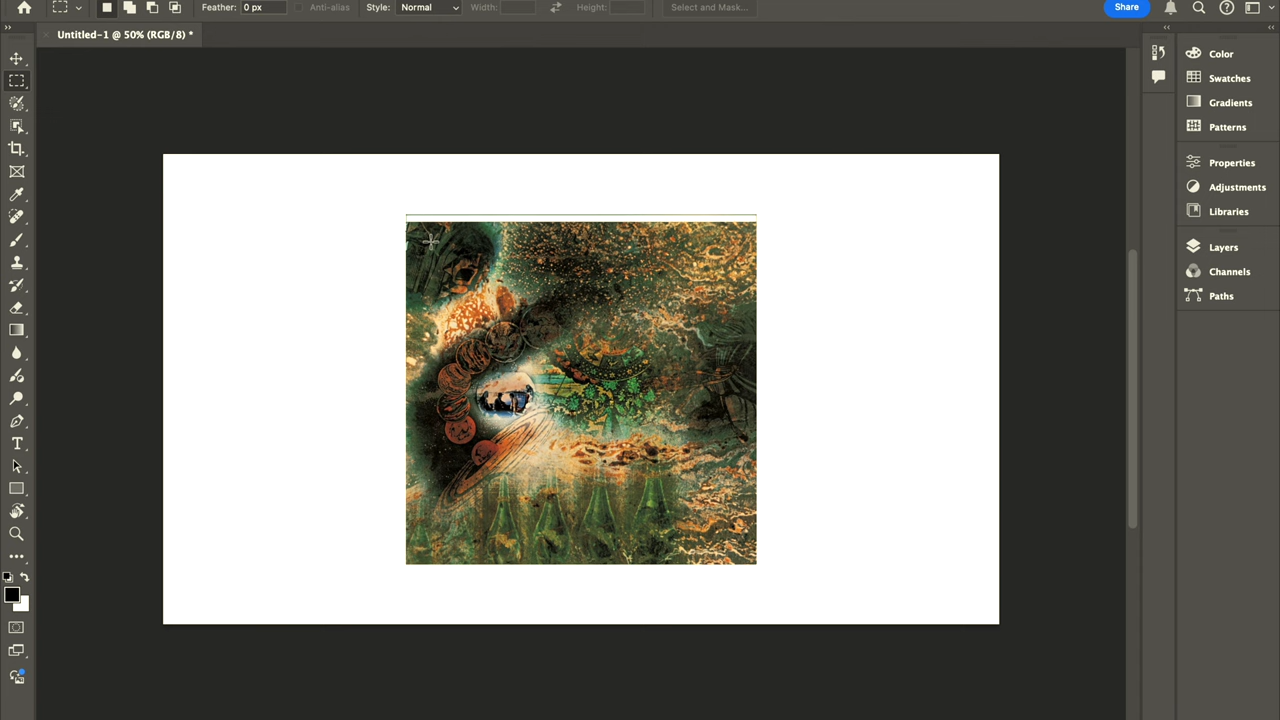 Feather: 0 px Anti-alias Style: Normal Width: Height: Select and Mask... Share
Untitled-1 @ 50% (RGB/8) *
Color
Swatches
Gradients
Patterns
Properties
Adjustments
Libraries
Layers
Channels
Paths